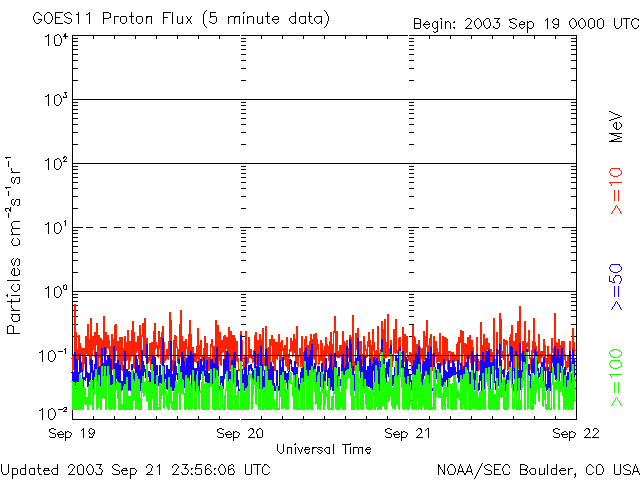 GOES11 Proton Flux (5 minute data)
Begin: 2003 Sep 19 0000 UTC
Particles cm⁻²s⁻¹sr⁻¹
10⁴
10³
10²
10¹
10⁰
10⁻¹
10⁻²
Sep 19
Sep 20
Sep 21
Sep 22
Universal Time
MeV
>=10
>=50
>=100
Updated 2003 Sep 21 23:56:06 UTC
NOAA/SEC Boulder, CO USA